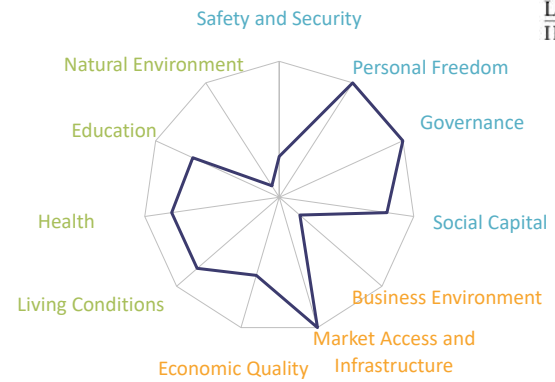 Safety and Security
Natural Environment
Personal Freedom
Education
Governance
Health
Social Capital
Living Conditions
Business Environment
Market Access and
Infrastructure
Economic Quality